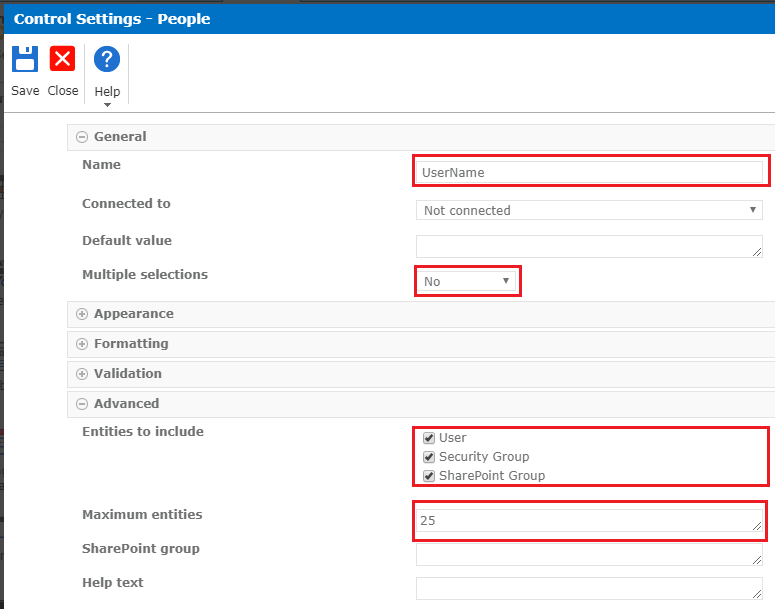 Control Settings - People
Save Close Help
General
Name UserName
Connected to Not connected
Default value
Multiple selections No
Appearance
Formatting
Validation
Advanced
Entities to include User
Security Group
SharePoint Group
Maximum entities 25
SharePoint group
Help text